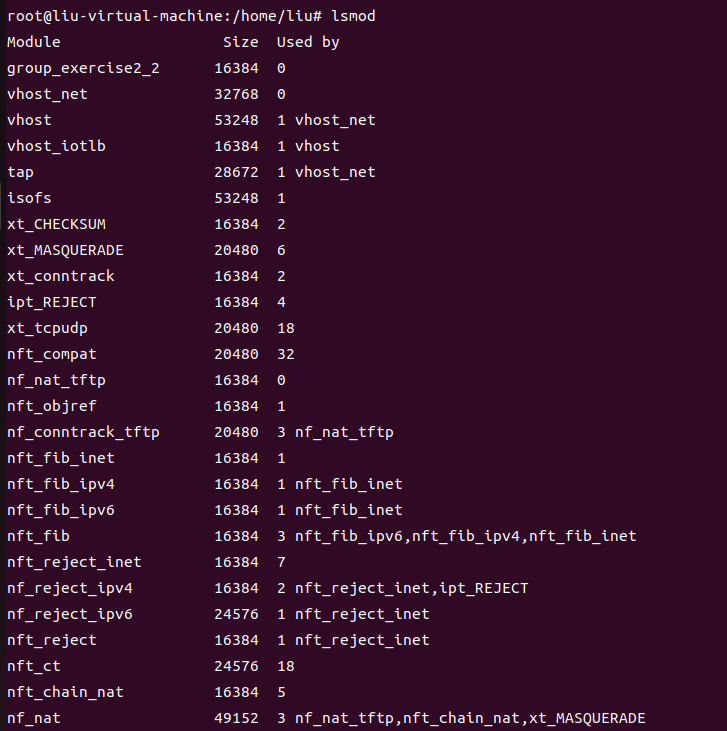 root@liu-virtual-machine:/home/liu# lsmod
Module                  Size  Used by
group_exercise2_2      16384  0
vhost_net              32768  0
vhost                  53248  1 vhost_net
vhost_iotlb            16384  1 vhost
tap                    28672  1 vhost_net
isofs                  53248  1
xt_CHECKSUM            16384  2
xt_MASQUERADE          20480  6
xt_conntrack           16384  2
ipt_REJECT             16384  4
xt_tcpudp              20480  18
nft_compat             20480  32
nf_nat_tftp            16384  0
nft_objref             16384  1
nf_conntrack_tftp      20480  3 nf_nat_tftp
nft_fib_inet           16384  1
nft_fib_ipv4           16384  1 nft_fib_inet
nft_fib_ipv6           16384  1 nft_fib_inet
nft_fib                16384  3 nft_fib_ipv6,nft_fib_ipv4,nft_fib_inet
nft_reject_inet        16384  7
nf_reject_ipv4         16384  2 nft_reject_inet,ipt_REJECT
nf_reject_ipv6         24576  1 nft_reject_inet
nft_reject             16384  1 nft_reject_inet
nft_ct                 24576  18
nft_chain_nat          16384  5
nf_nat                 49152  3 nf_nat_tftp,nft_chain_nat,xt_MASQUERADE